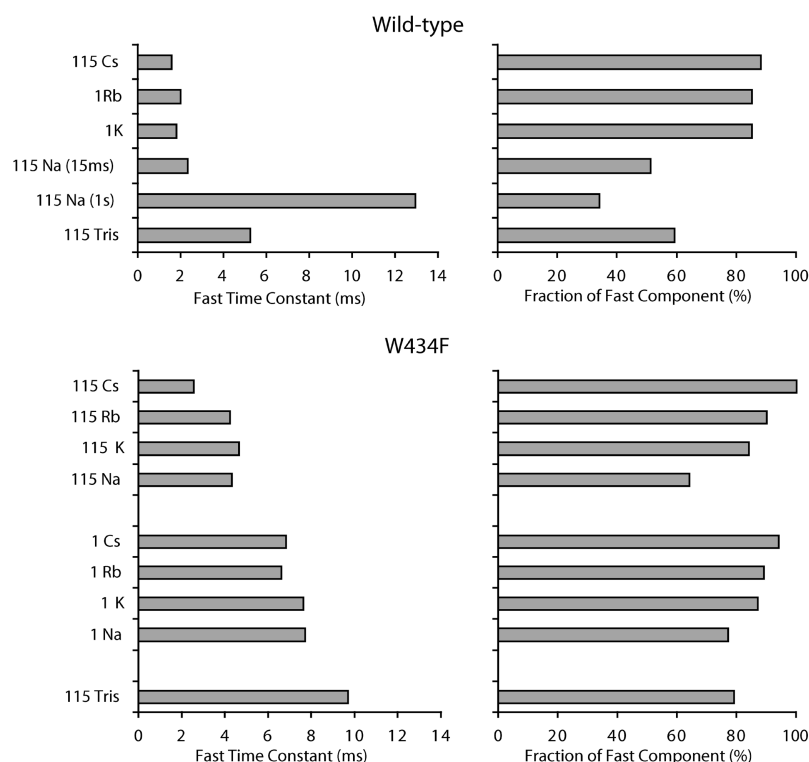 Wild-type
115 Cs
1Rb
1K
115 Na (15ms)
115 Na (1s)
115 Tris
0 2 4 6 8 10 12 14
Fast Time Constant (ms)
0 20 40 60 80 100
Fraction of Fast Component (%)
W434F
115 Cs
115 Rb
115 K
115 Na
1 Cs
1 Rb
1 K
1 Na
115 Tris
0 2 4 6 8 10 12 14
Fast Time Constant (ms)
0 20 40 60 80 100
Fraction of Fast Component (%)